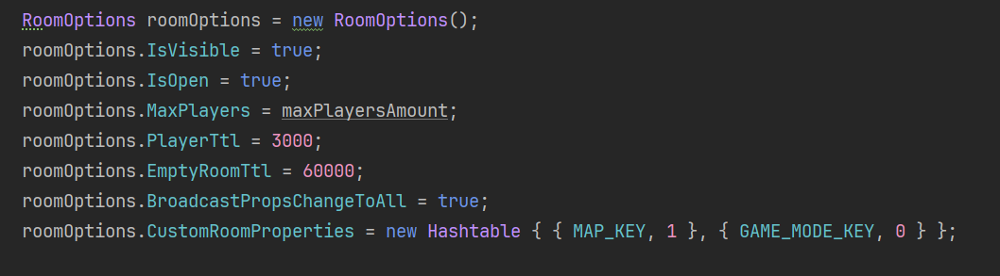 RoomOptions roomOptions = new RoomOptions();
roomOptions.IsVisible = true;
roomOptions.IsOpen = true;
roomOptions.MaxPlayers = maxPlayersAmount;
roomOptions.PlayerTtl = 3000;
roomOptions.EmptyRoomTtl = 60000;
roomOptions.BroadcastPropsChangeToAll = true;
roomOptions.CustomRoomProperties = new Hashtable { { MAP_KEY, 1 }, { GAME_MODE_KEY, 0 } };